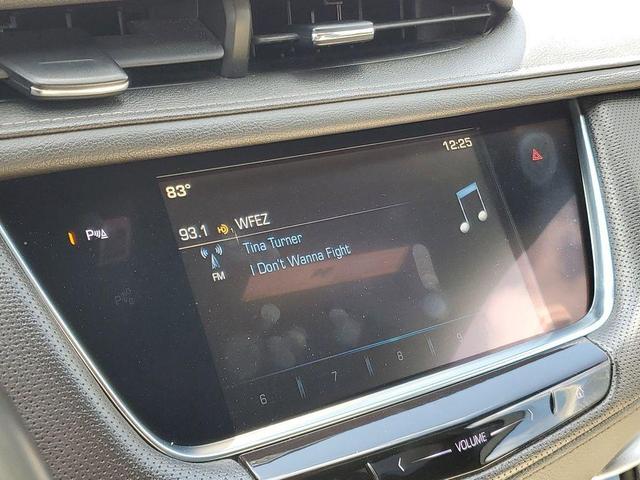 12:25
83°
93.1 WFEZ
Tina Turner
FM
I Don't Wanna Fight
P
P
6 7 8 9
VOLUME